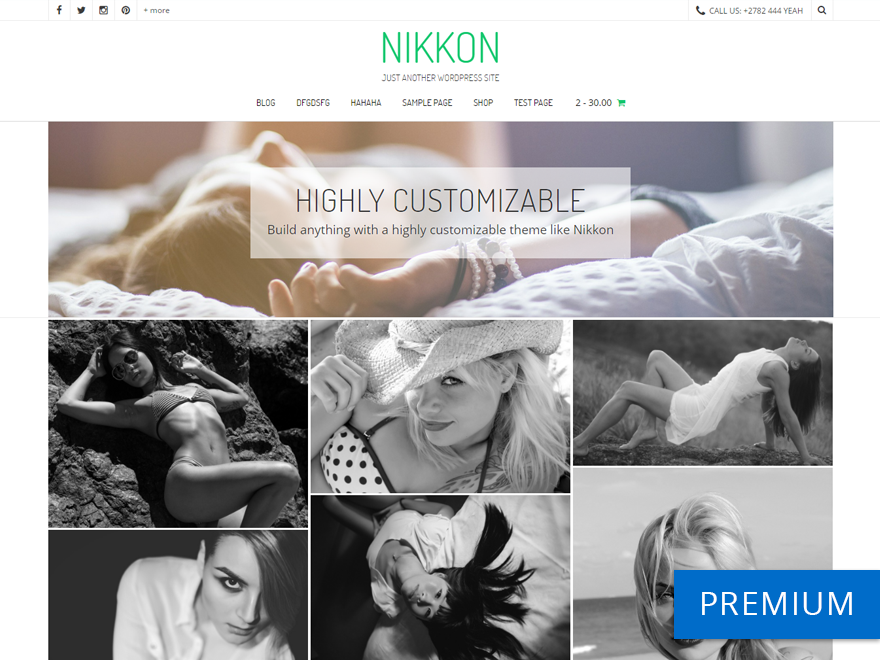 + more
CALL US: +2782 444 YEAH
NIKKON
JUST ANOTHER WORDPRESS SITE
BLOG DFGDSFG HAHAHA SAMPLE PAGE SHOP TEST PAGE 2 - 30.00
HIGHLY CUSTOMIZABLE
Build anything with a highly customizable theme like Nikkon
PREMIUM